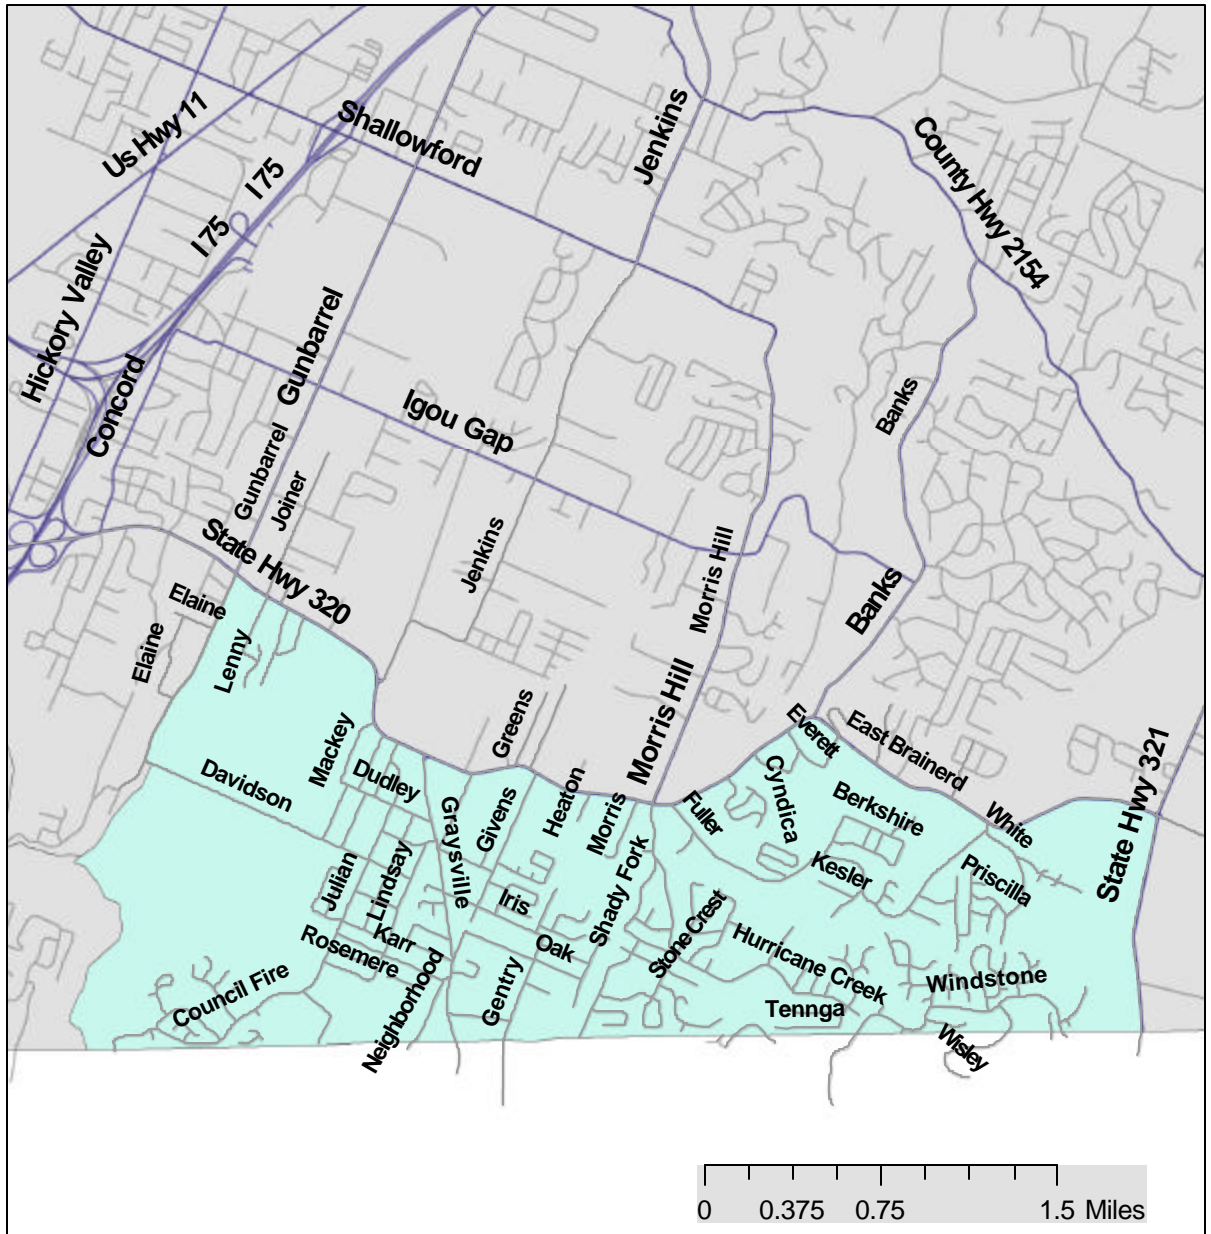 Us Hwy 11
Shallowford
Jenkins
County Hwy 2154
I 75
I 75
Hickory Valley
Concord
Gunbarrel
Igou Gap
Banks
Gunbarrel
Joiner
State Hwy 320
Jenkins
Morris Hill
Banks
Elaine
Elaine
Lenny
Morris Hill
Greens
Everett
East Brainerd
State Hwy 321
Mackey
Davidson
Dudley
Graysville
Givens
Heaton
Morris
Fuller
Cyndica
Berkshire
White
Kesler
Priscilla
Julian
Lindsay
Iris
Shady Fork
Karr
Rosemere
Oak
Stone Crest
Hurricane Creek
Windstone
Council Fire
Neighborhood
Gentry
Tennga
Wisley
0 0.375 0.75 1.5 Miles